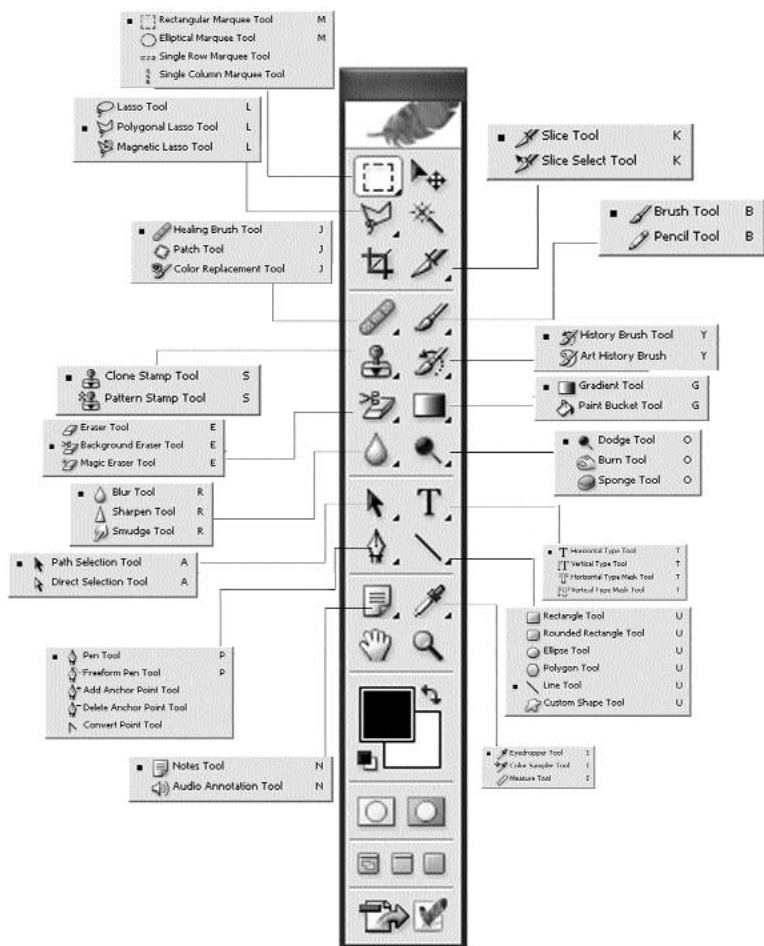 Rectangular Marquee Tool M
Elliptical Marquee Tool M
Single Row Marquee Tool
Single Column Marquee Tool
Lasso Tool L
Polygonal Lasso Tool L
Magnetic Lasso Tool L
Slice Tool K
Slice Select Tool K
Brush Tool B
Pencil Tool B
Healing Brush Tool J
Patch Tool J
Color Replacement Tool J
History Brush Tool Y
Art History Brush Y
Clone Stamp Tool S
Pattern Stamp Tool S
Gradient Tool G
Paint Bucket Tool G
Eraser Tool E
Background Eraser Tool E
Magic Eraser Tool E
Dodge Tool O
Burn Tool O
Sponge Tool O
Blur Tool R
Sharpen Tool R
Smudge Tool R
Path Selection Tool A
Direct Selection Tool A
Horizontal Type Tool T
Vertical Type Tool T
Horizontal Type Mask Tool T
Vertical Type Mask Tool T
Rectangle Tool U
Rounded Rectangle Tool U
Ellipse Tool U
Polygon Tool U
Line Tool U
Custom Shape Tool U
Pen Tool P
Freeform Pen Tool P
Add Anchor Point Tool
Delete Anchor Point Tool
Convert Point Tool
Eyedropper Tool I
Color Sampler Tool I
Measure Tool I
Notes Tool N
Audio Annotation Tool N